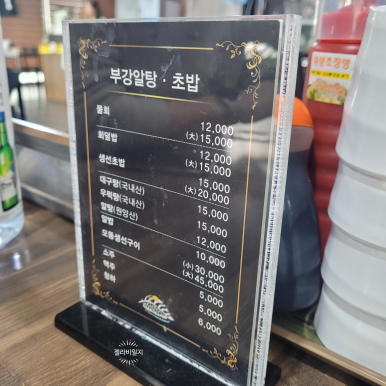 부강알탕 · 초밥
물회 12,000
(大) 15,000
회덮밥 12,000
(大) 15,000
생선초밥 15,000
(大) 20,000
대구탕(국내산) 15,000
우럭탕(국내산) 15,000
알탕(원양산) 12,000
알밥 10,000
모둠생선구이 (小) 30,000
(大) 45,000
소주 5,000
맥주 5,000
청하 6,000